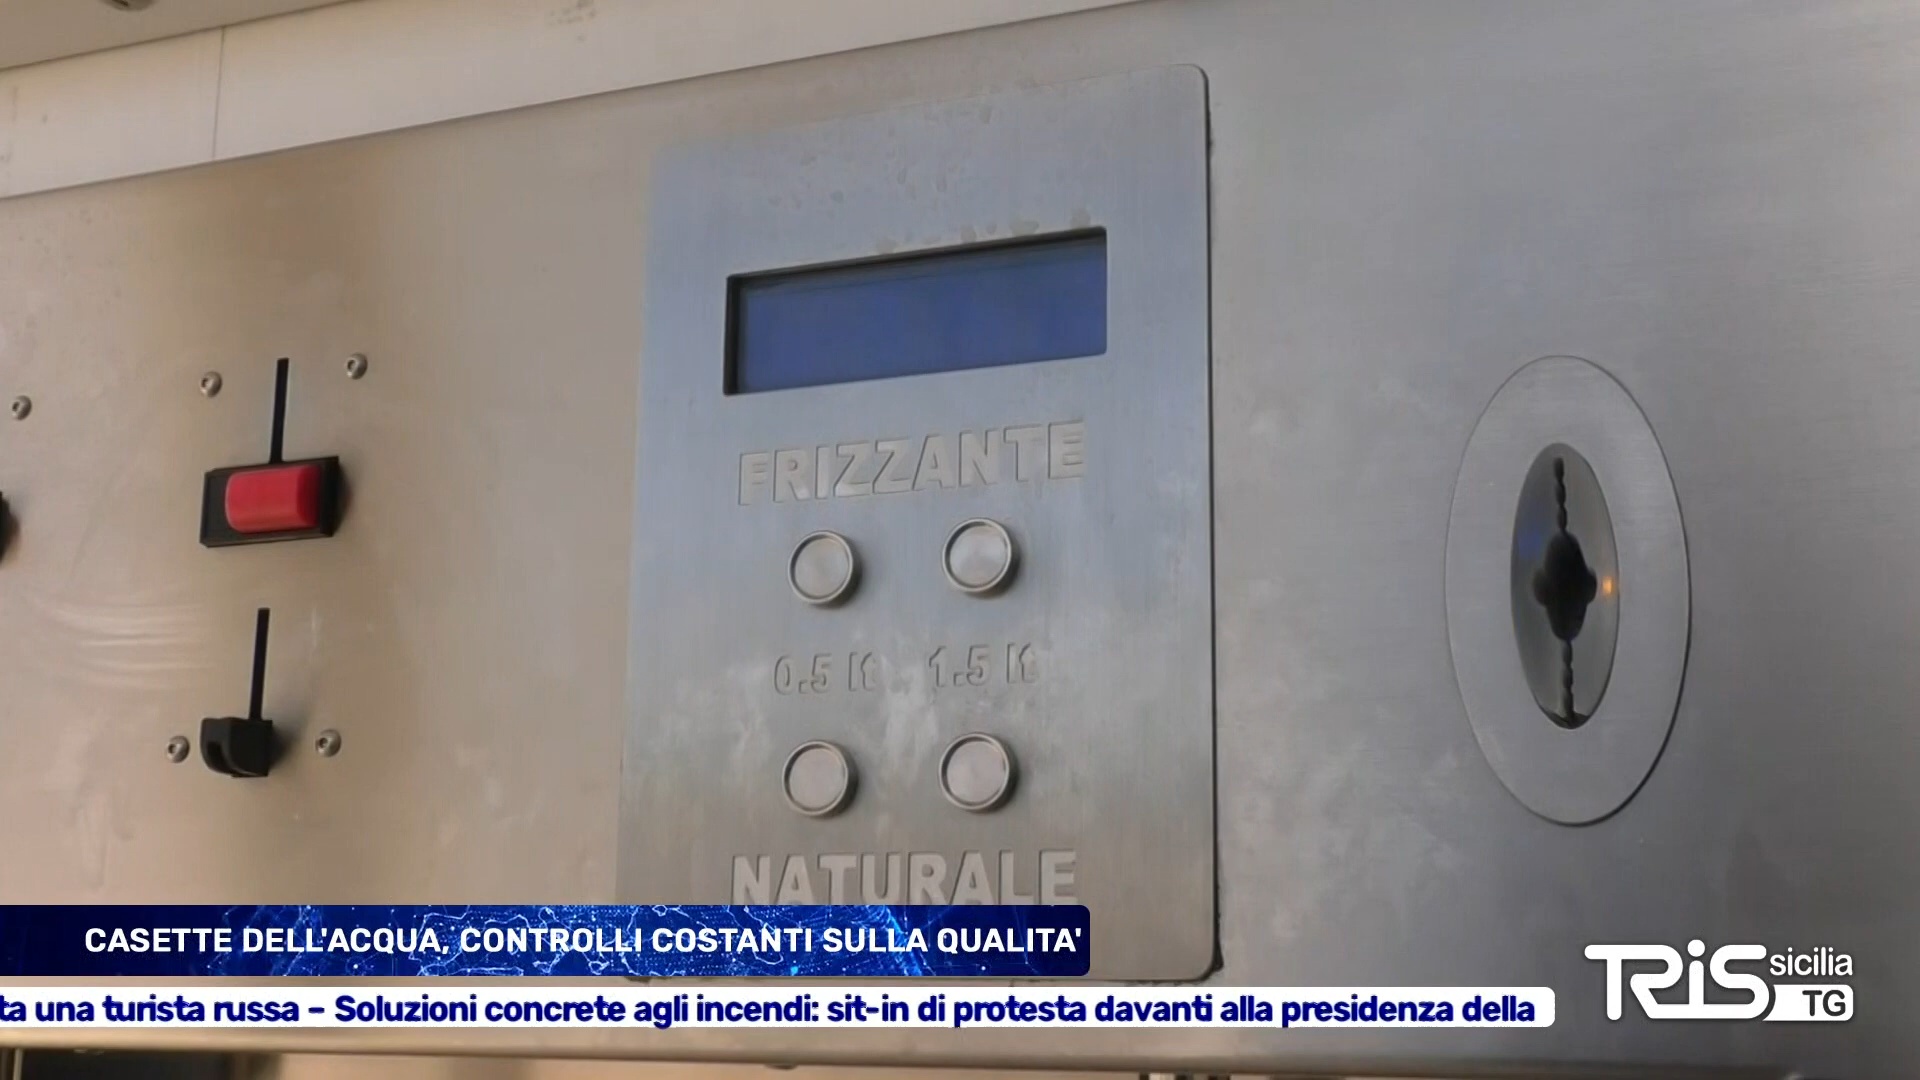 FRIZZANTE
0.5 lt 1.5 lt
NATURALE
CASETTE DELL'ACQUA, CONTROLLI COSTANTI SULLA QUALITA'
ta una turista russa – Soluzioni concrete agli incendi: sit-in di protesta davanti alla presidenza della
TRIS sicilia
TG